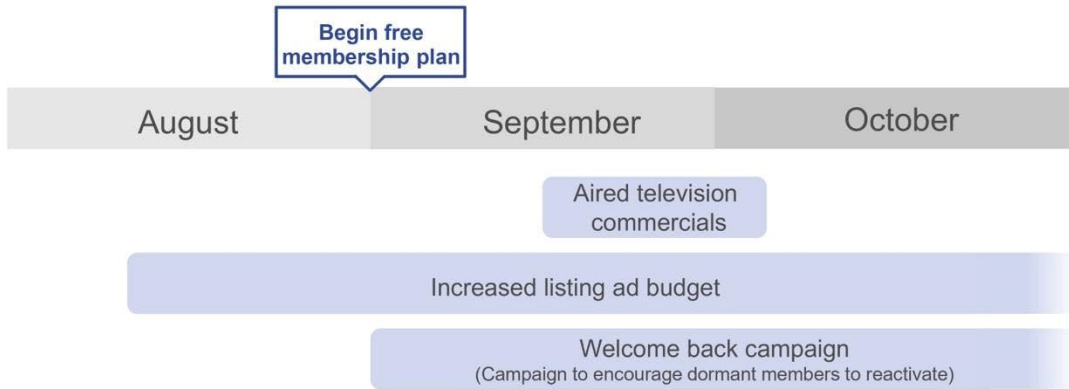 Begin free
membership plan
August
September
October
Aired television
commercials
Increased listing ad budget
Welcome back campaign
(Campaign to encourage dormant members to reactivate)